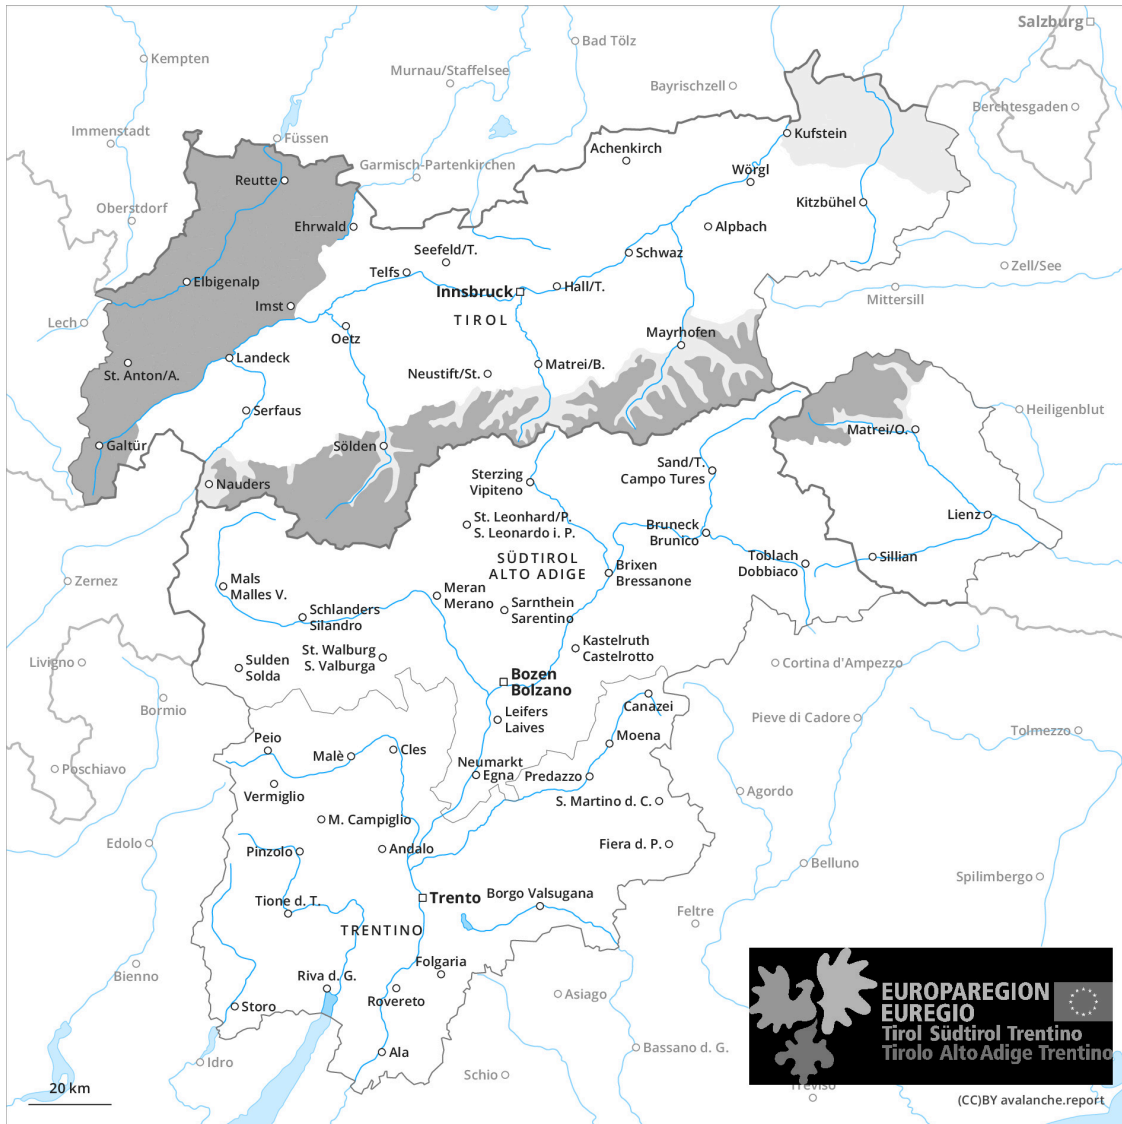 Salzburg
Bad Tölz
Kempten
Murnau/Staffelsee
Bayrischzell
Berchtesgaden
Immenstadt
Füssen
Kufstein
Achenkirch
Garmisch-Partenkirchen
Wörgl
Reutte
Oberstdorf
Kitzbühel
Ehrwald
Alpbach
Seefeld/T.
Schwaz
Telfs
Zell/See
Elbigenalp
Innsbruck
Hall/T.
Mittersill
Imst
TIROL
Lech
Oetz
Mayrhofen
Landeck
Matrei/B.
St. Anton/A.
Neustift/St.
Serfaus
Heiligenblut
Matrei/O.
Galtür
Sölden
Sand/T.
Campo Tures
Sterzing
Vipiteno
Nauders
St. Leonhard/P.
S. Leonardo i. P.
Bruneck
Brunico
Lienz
SÜDTIROL
ALTO ADIGE
Toblach
Dobbiaco
Sillian
Brixen
Bressanone
Zernez
Mals
Malles V.
Meran
Merano
Sarnthein
Sarentino
Schlanders
Silandro
Kastelruth
Castelrotto
St. Walburg
S. Valburga
Livigno
Sulden
Solda
Cortina d'Ampezzo
Bozen
Bolzano
Bormio
Canazei
Leifers
Laives
Pieve di Cadore
Tolmezzo
Peio
Moena
Malè
Cles
Neumarkt
Egna
Predazzo
Poschiavo
Vermiglio
Agordo
S. Martino d. C.
M. Campiglio
Edolo
Pinzolo
Andalo
Fiera d. P.
Belluno
Spilimbergo
Tione d. T.
Trento
Borgo Valsugana
Feltre
TRENTINO
Folgaria
Bienno
Riva d. G.
Rovereto
Asiago
Storo
EUROPAREGION
EUREGIO
Tirol Südtirol Trentino
Tirolo Alto Adige Trentino
Ala
Idro
Bassano d. G.
Schio
Treviso
20 km
(CC)BY avalanche.report